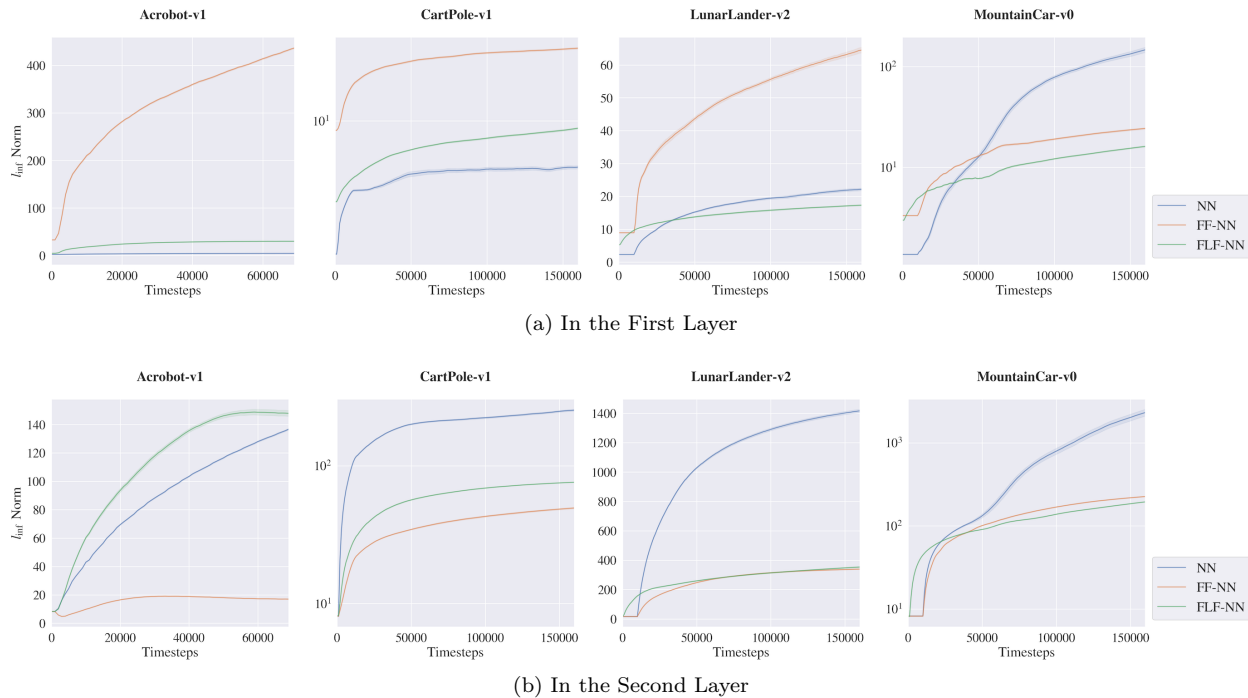 Acrobot-v1 CartPole-v1 LunarLander-v2 MountainCar-v0
400
300
200
100
0
l_inf Norm
0 20000 40000 60000
Timesteps
10^1
0 50000 100000 150000
Timesteps
60
50
40
30
20
10
0
0 50000 100000 150000
Timesteps
10^2
10^1
0 50000 100000 150000
Timesteps
NN
FF-NN
FLF-NN
(a) In the First Layer
Acrobot-v1 CartPole-v1 LunarLander-v2 MountainCar-v0
140
120
100
80
60
40
20
0
l_inf Norm
0 20000 40000 60000
Timesteps
10^2
10^1
0 50000 100000 150000
Timesteps
1400
1200
1000
800
600
400
200
0
0 50000 100000 150000
Timesteps
10^3
10^2
10^1
0 50000 100000 150000
Timesteps
NN
FF-NN
FLF-NN
(b) In the Second Layer